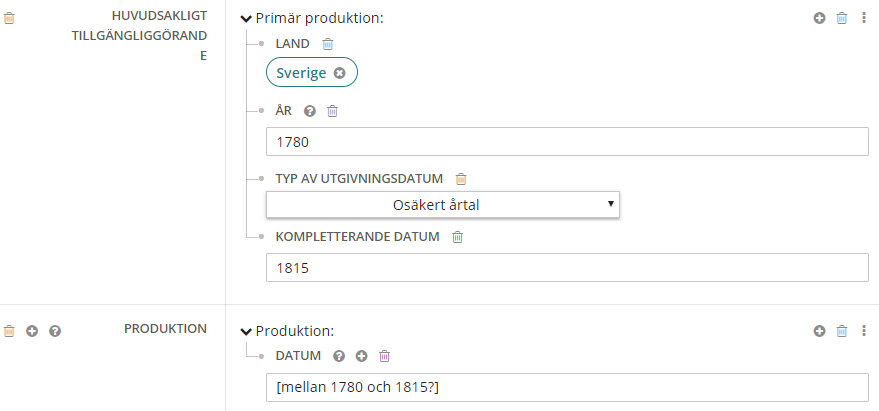 HUVUDSAKLIGT
TILLGÄNGLIGGÖRAND
E
Primär produktion:
LAND
Sverige
ÅR
1780
TYP AV UTGIVNINGSDATUM
Osäkert årtal
KOMPLETTERANDE DATUM
1815
PRODUKTION
Produktion:
DATUM
[mellan 1780 och 1815?]